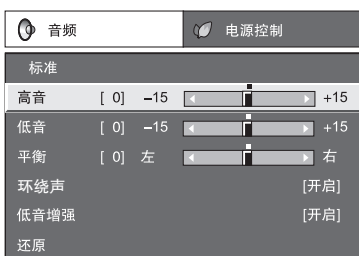 音频 电源控制
标准
高音 [ 0] −15 +15
低音 [ 0] −15 +15
平衡 [ 0] 左 右
环绕声 [开启]
低音增强 [开启]
还原